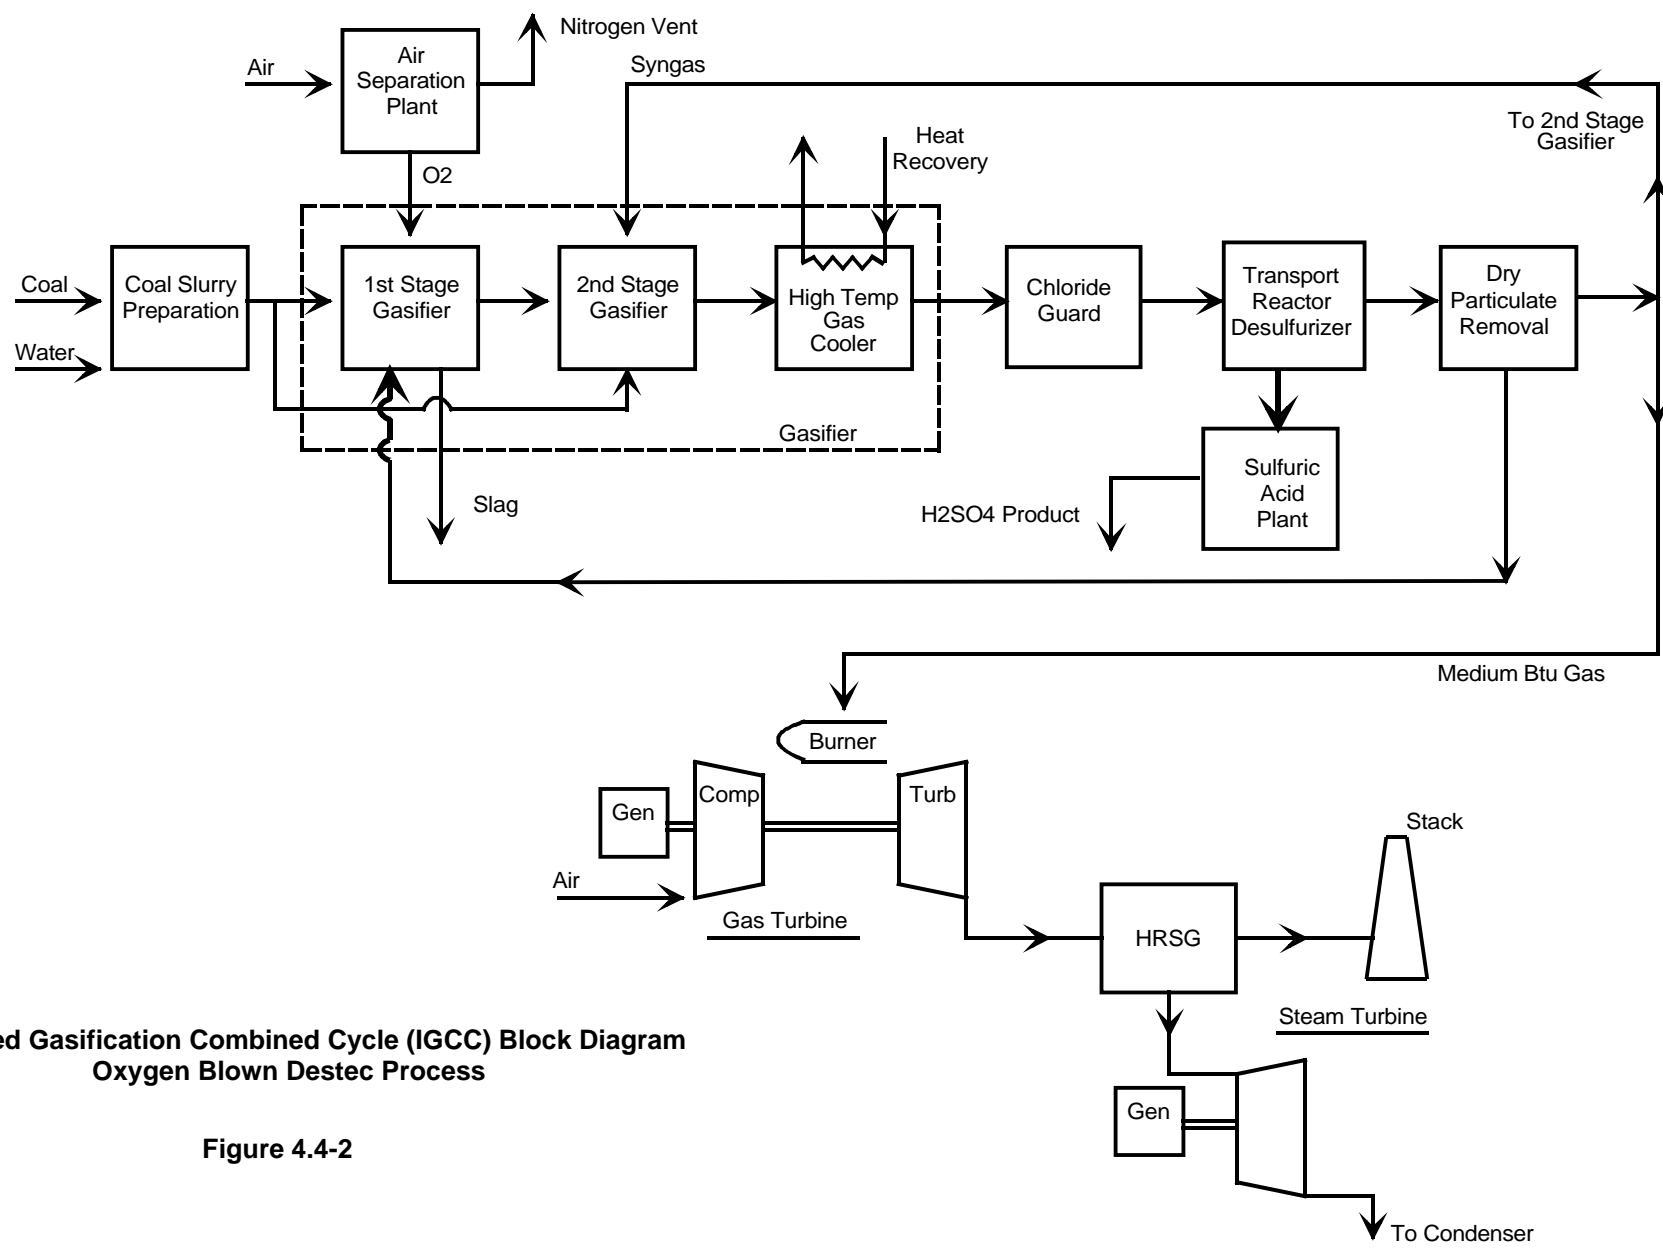 Nitrogen Vent
Air
Separation
Plant
Air
Syngas
To 2nd Stage
Gasifier
Heat
Recovery
O2
Coal
Water
Coal Slurry
Preparation
1st Stage
Gasifier
2nd Stage
Gasifier
High Temp
Gas
Cooler
Chloride
Guard
Transport
Reactor
Desulfurizer
Dry
Particulate
Removal
Gasifier
Slag
H2SO4 Product
Sulfuric
Acid
Plant
Medium Btu Gas
Burner
Gen
Comp
Turb
Air
Gas Turbine
Stack
HRSG
Steam Turbine
Gen
To Condenser
ed Gasification Combined Cycle (IGCC) Block Diagram
Oxygen Blown Destec Process
Figure 4.4-2